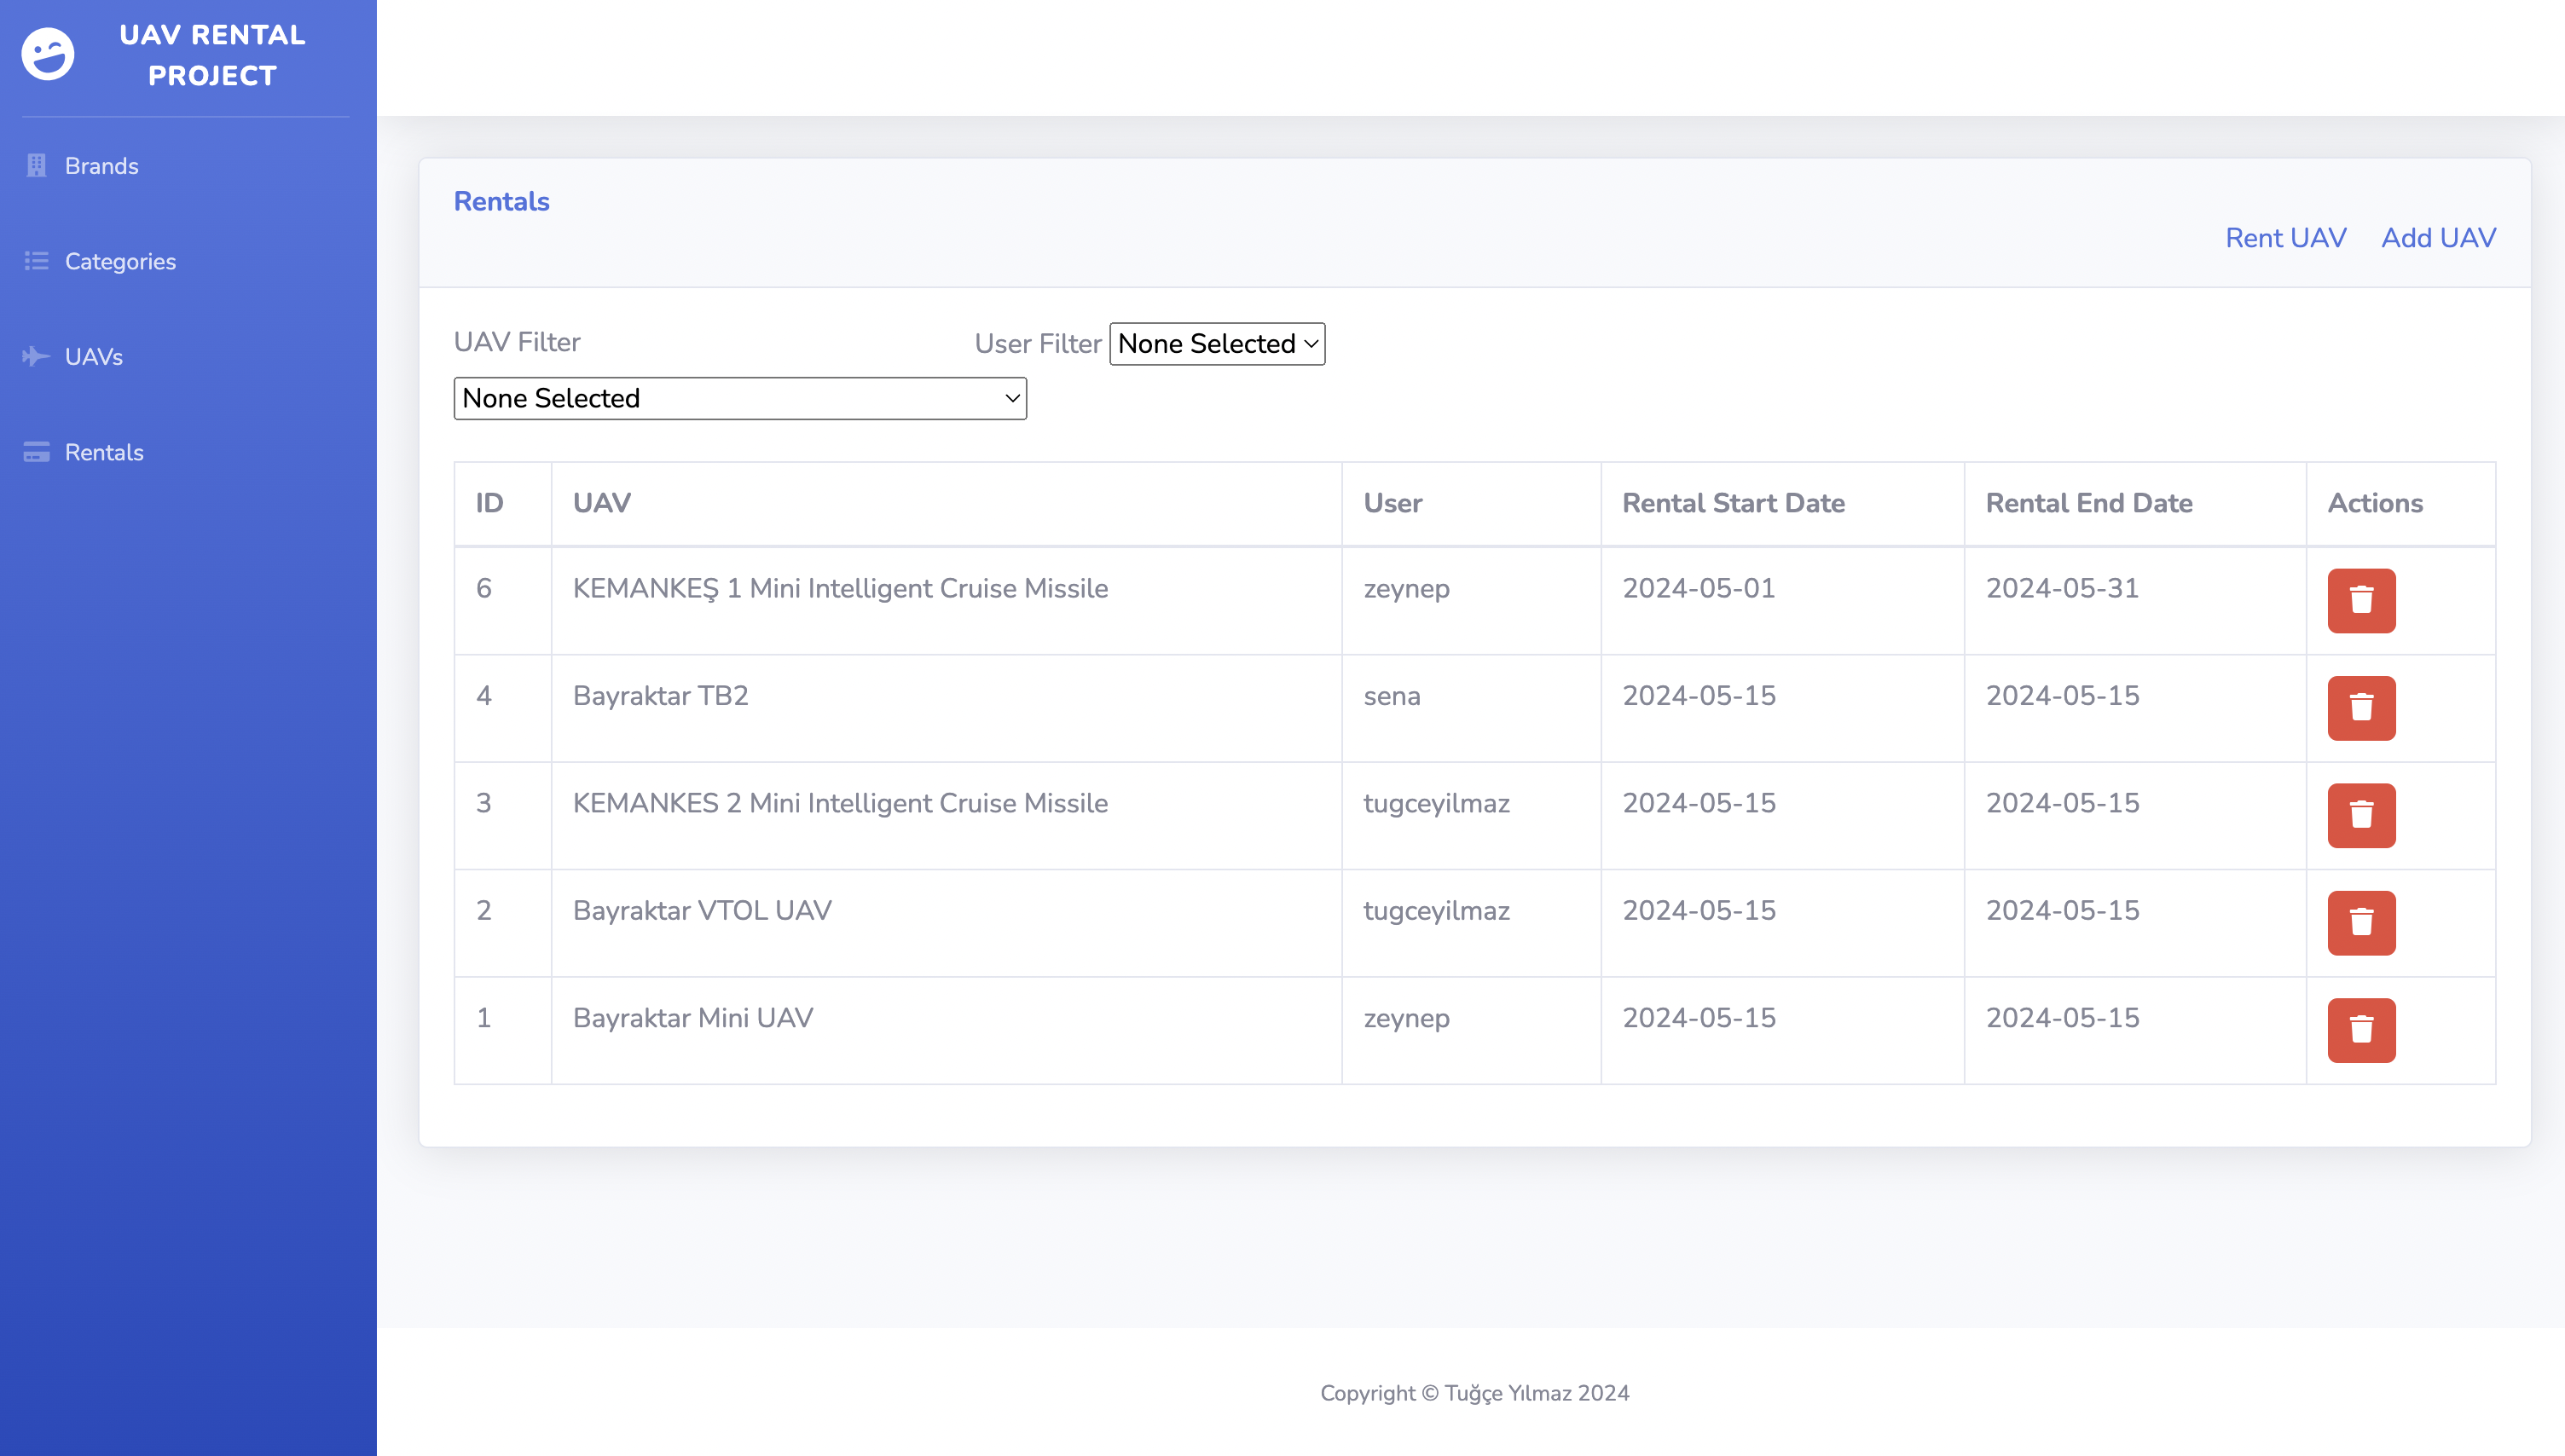 UAV RENTAL
PROJECT
Brands
Categories
UAVs
Rentals
Rentals
Rent UAV Add UAV
UAV Filter
None Selected
User Filter None Selected
ID UAV User Rental Start Date Rental End Date Actions
6 KEMANKEŞ 1 Mini Intelligent Cruise Missile zeynep 2024-05-01 2024-05-31
4 Bayraktar TB2 sena 2024-05-15 2024-05-15
3 KEMANKES 2 Mini Intelligent Cruise Missile tugceyilmaz 2024-05-15 2024-05-15
2 Bayraktar VTOL UAV tugceyilmaz 2024-05-15 2024-05-15
1 Bayraktar Mini UAV zeynep 2024-05-15 2024-05-15
Copyright © Tuğçe Yılmaz 2024